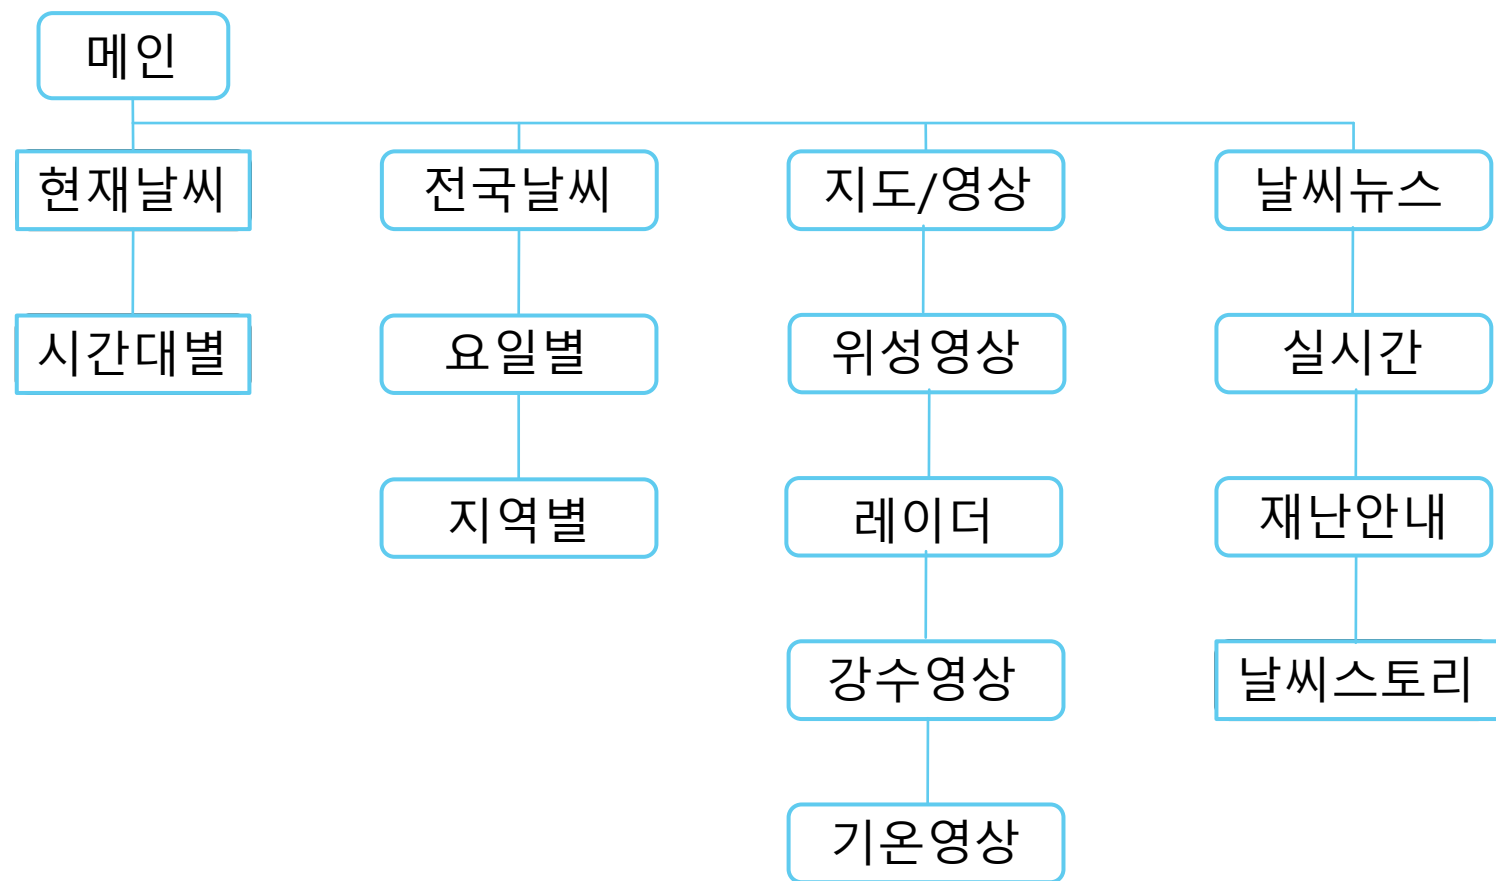 메인
현재날씨
전국날씨
지도/영상
날씨뉴스
시간대별
요일별
위성영상
실시간
지역별
레이더
재난안내
강수영상
날씨스토리
기온영상